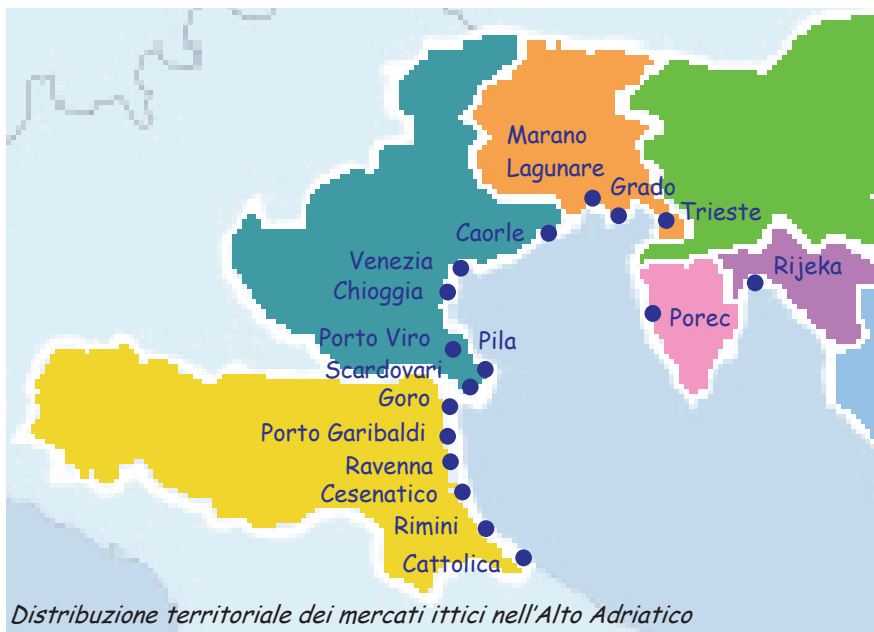 Marano
Lagunare
Grado
Trieste
Caorle
Venezia
Rijeka
Chioggia
Porec
Porto Viro
Pila
Scardovari
Goro
Porto Garibaldi
Ravenna
Cesenatico
Rimini
Cattolica
Distribuzione territoriale dei mercati ittici nell'Alto Adriatico